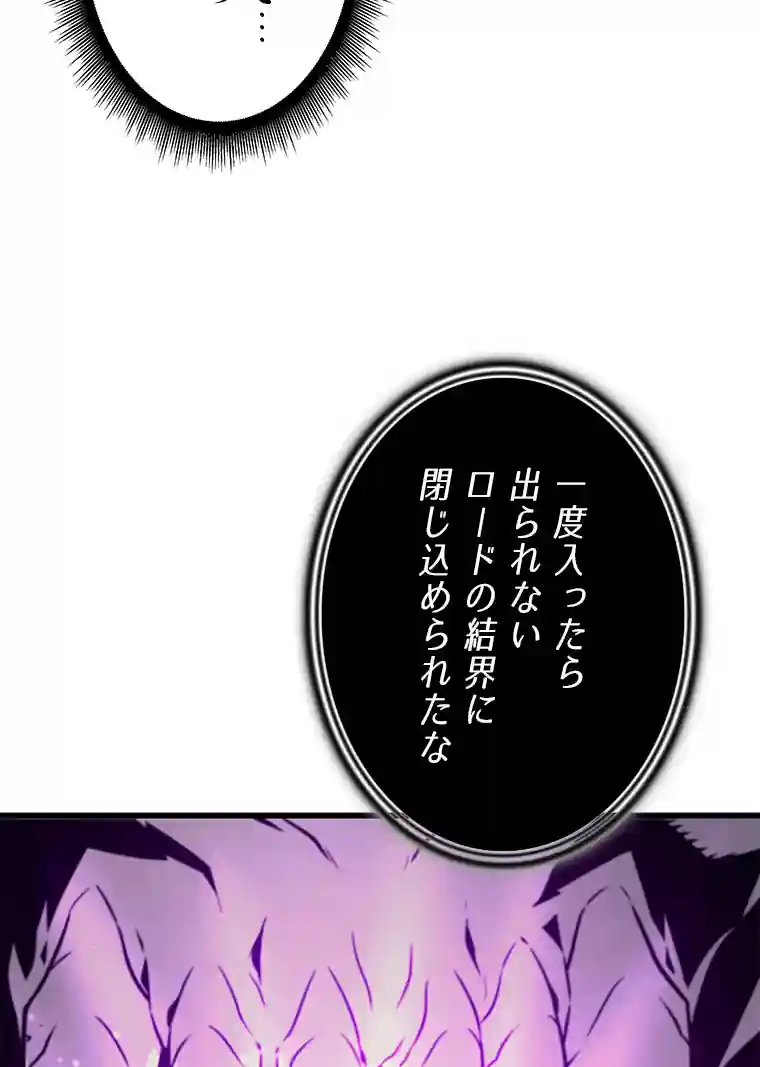 一度入ったら
出られない
ロードの結界に
閉じ込められたな